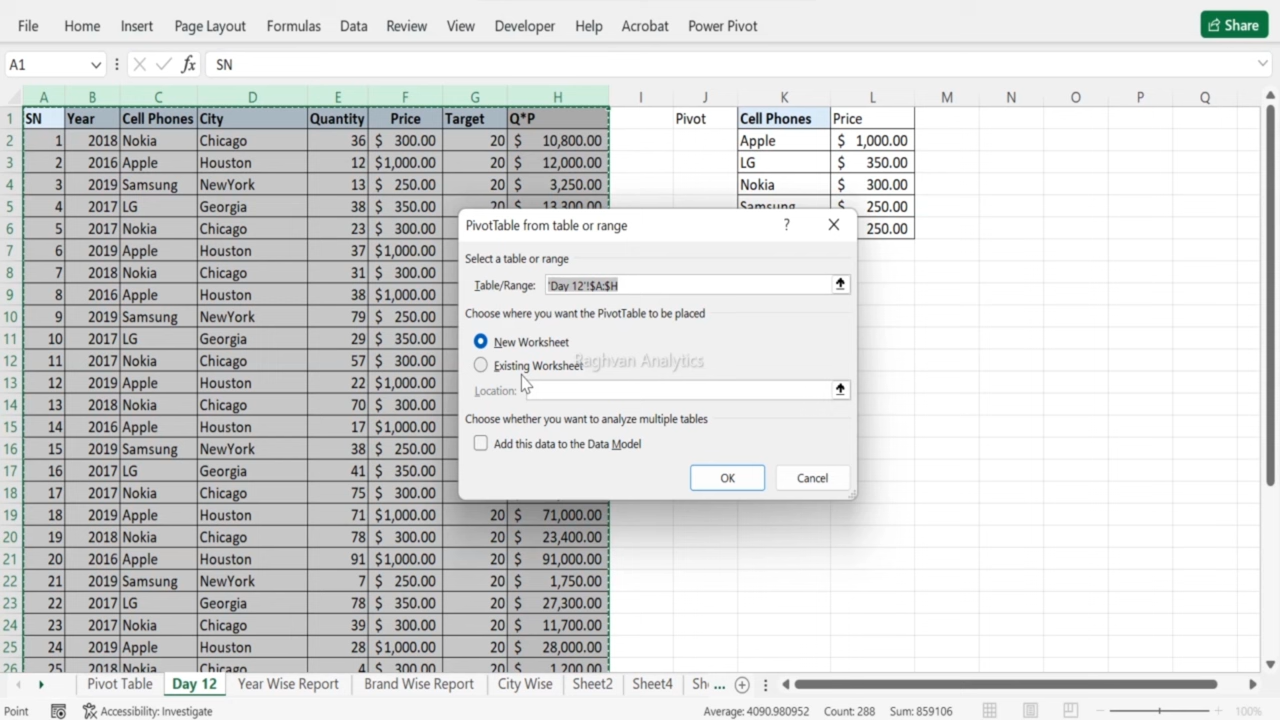 File Home Insert Page Layout Formulas Data Review View Developer Help Acrobat Power Pivot Share
A1 fx SN
A B C D E F G H I J K L M N O P Q
1 SN Year Cell Phones City Quantity Price Target Q*P Pivot Cell Phones Price
2 1 2018 Nokia Chicago 36 $ 300.00 20 $ 10,800.00 Apple $ 1,000.00
3 2 2016 Apple Houston 12 $1,000.00 20 $ 12,000.00 LG $ 350.00
4 3 2019 Samsung NewYork 13 $ 250.00 20 $ 3,250.00 Nokia $ 300.00
5 4 2017 LG Georgia 38 $ 350.00 20 $ 13,300.00 Samsung $ 250.00
6 5 2017 Nokia Chicago 23 $ 300.00 250.00
7 6 2019 Apple Houston 37 $1,000.00
8 7 2018 Nokia Chicago 31 $ 300.00
9 8 2016 Apple Houston 38 $1,000.00
10 9 2019 Samsung NewYork 79 $ 250.00
11 10 2017 LG Georgia 29 $ 350.00
12 11 2017 Nokia Chicago 57 $ 300.00
13 12 2019 Apple Houston 22 $1,000.00
14 13 2018 Nokia Chicago 70 $ 300.00
15 14 2016 Apple Houston 17 $1,000.00
16 15 2019 Samsung NewYork 38 $ 250.00
17 16 2017 LG Georgia 41 $ 350.00
18 17 2017 Nokia Chicago 75 $ 300.00
19 18 2019 Apple Houston 71 $1,000.00 20 $ 71,000.00
20 19 2018 Nokia Chicago 78 $ 300.00 20 $ 23,400.00
21 20 2016 Apple Houston 91 $1,000.00 20 $ 91,000.00
22 21 2019 Samsung NewYork 7 $ 250.00 20 $ 1,750.00
23 22 2017 LG Georgia 78 $ 350.00 20 $ 27,300.00
24 23 2017 Nokia Chicago 39 $ 300.00 20 $ 11,700.00
25 24 2019 Apple Houston 28 $1,000.00 20 $ 28,000.00
26 25 2018 Nokia Chicago 4 $ 300.00 20 $ 1,200.00
PivotTable from table or range ?
Select a table or range
Table/Range: 'Day 12'!$A:$H
Choose where you want the PivotTable to be placed
New Worksheet
Existing Worksheet
Raghvan Analytics
Location:
Choose whether you want to analyze multiple tables
Add this data to the Data Model
OK Cancel
Pivot Table Day 12 Year Wise Report Brand Wise Report City Wise Sheet2 Sheet4 Sh ...
Point Accessibility: Investigate Average: 4090.980952 Count: 288 Sum: 859106 100%